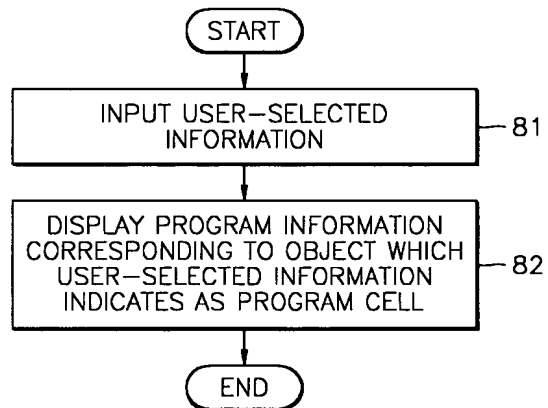 START
INPUT USER-SELECTED
INFORMATION
81
DISPLAY PROGRAM INFORMATION
CORRESPONDING TO OBJECT WHICH
USER-SELECTED INFORMATION
INDICATES AS PROGRAM CELL
82
END